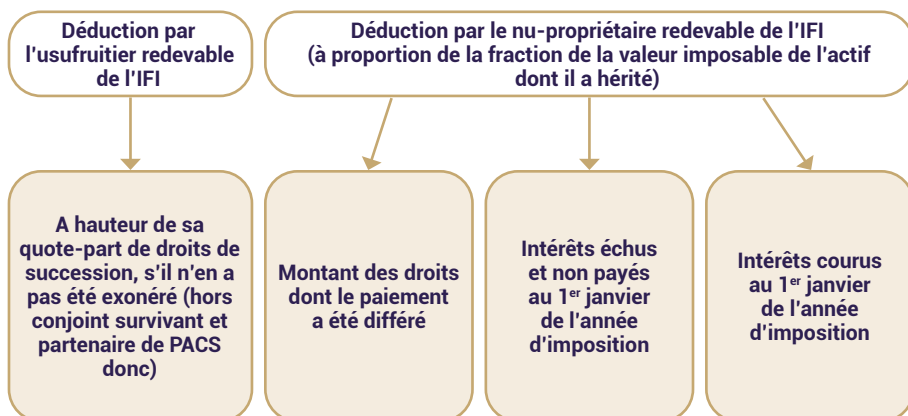 Déduction par
l'usufruitier redevable
de l'IFI
Déduction par le nu-propriétaire redevable de l'IFI
(à proportion de la fraction de la valeur imposable de l'actif
dont il a hérité)
A hauteur de sa
quote-part de droits de
succession, s'il n'en a
pas été exonéré (hors
conjoint survivant et
partenaire de PACS
donc)
Montant des droits
dont le paiement
a été différé
Intérêts échus
et non payés
au 1er janvier
de l'année
d'imposition
Intérêts courus
au 1er janvier
de l'année
d'imposition